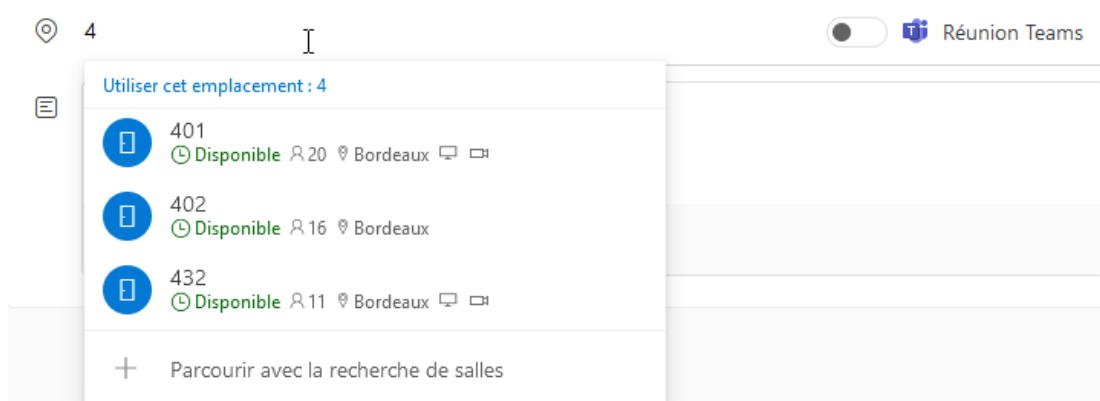 4
Réunion Teams
Utiliser cet emplacement : 4
401
Disponible 20 Bordeaux
402
Disponible 16 Bordeaux
432
Disponible 11 Bordeaux
Parcourir avec la recherche de salles